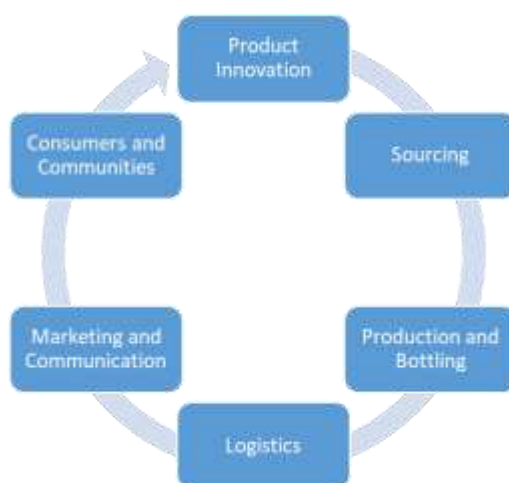 Product
Innovation
Sourcing
Production and
Bottling
Logistics
Marketing and
Communication
Consumers and
Communities